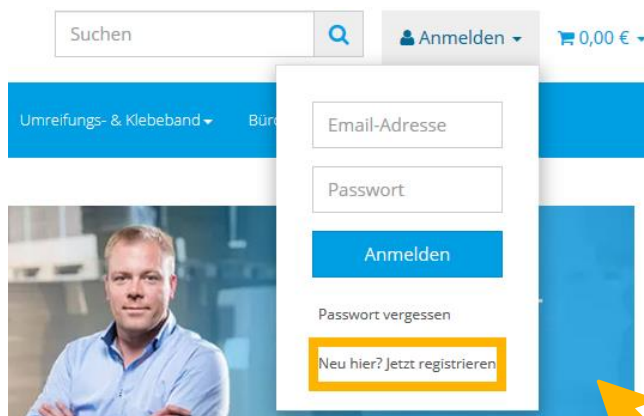 Suchen
Anmelden
0,00 €
Umreifungs- & Klebeband
Email-Adresse
Passwort
Anmelden
Passwort vergessen
Neu hier? Jetzt registrieren